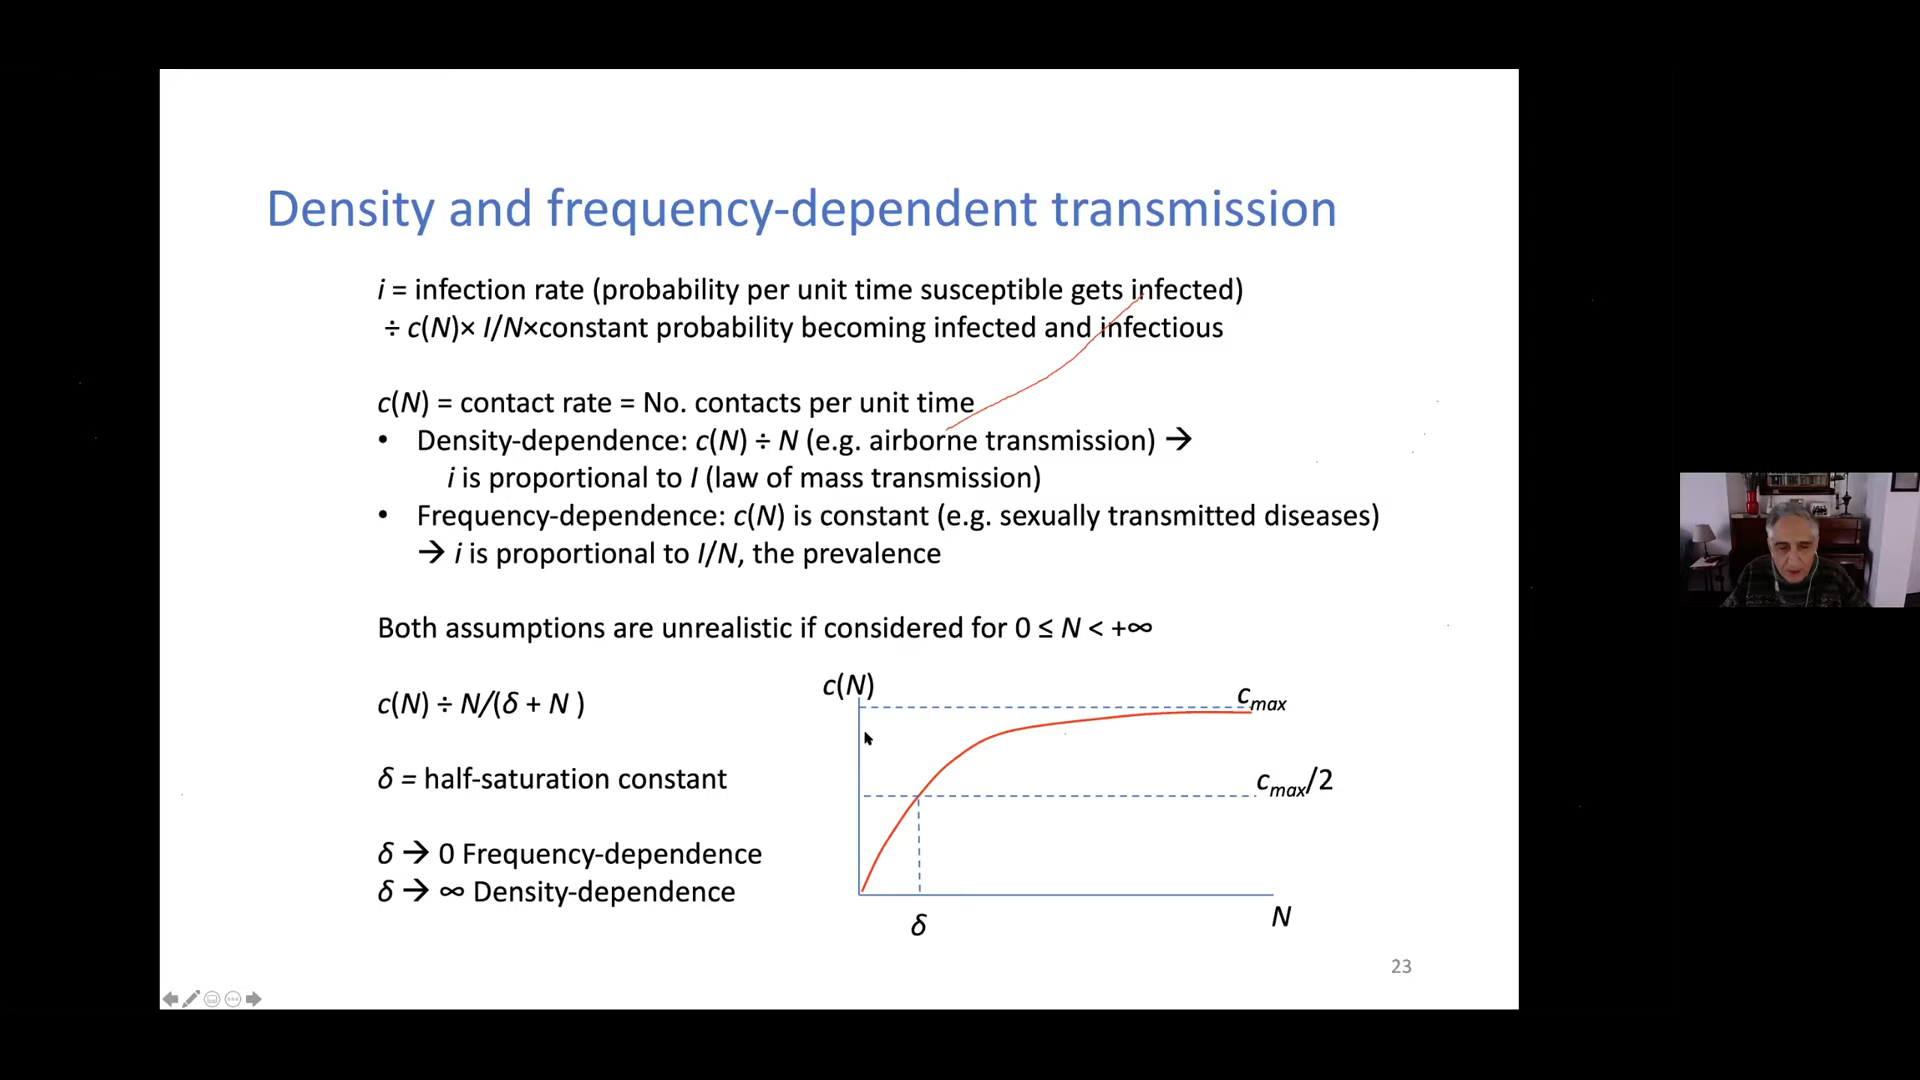 Density and frequency-dependent transmission
i = infection rate (probability per unit time susceptible gets infected)
÷ c(N)× I/N×constant probability becoming infected and infectious
c(N) = contact rate = No. contacts per unit time
• Density-dependence: c(N) ÷ N (e.g. airborne transmission) →
i is proportional to I (law of mass transmission)
• Frequency-dependence: c(N) is constant (e.g. sexually transmitted diseases)
→ i is proportional to I/N, the prevalence
Both assumptions are unrealistic if considered for 0 ≤ N < +∞
c(N) ÷ N/(δ + N )
δ = half-saturation constant
δ → 0 Frequency-dependence
δ → ∞ Density-dependence
c(N)
cmax
cmax/2
δ
N
23